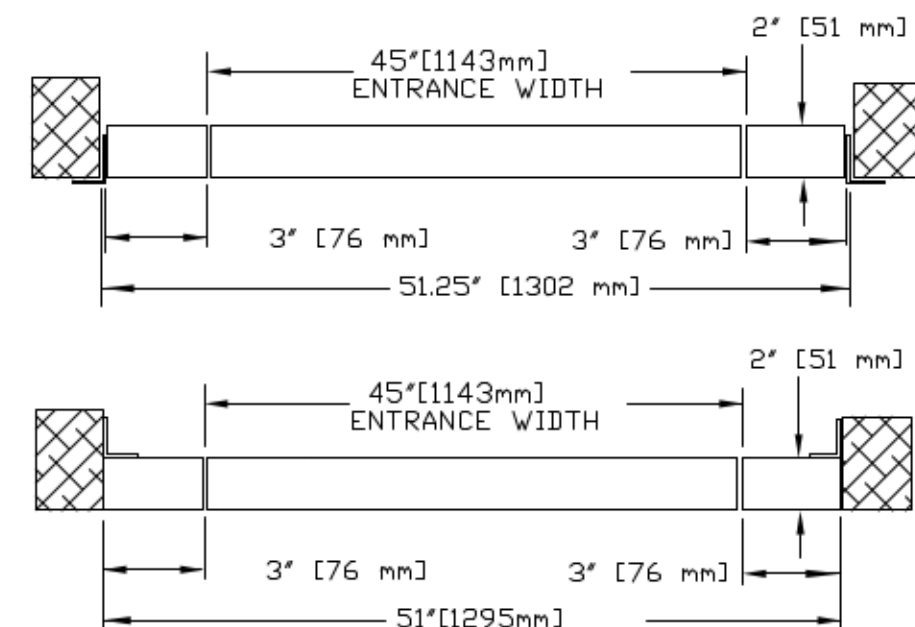 2" [51 mm]
45"[1143mm]
ENTRANCE WIDTH
3" [76 mm]
3" [76 mm]
51.25" [1302 mm]
2" [51 mm]
45"[1143mm]
ENTRANCE WIDTH
3" [76 mm]
3" [76 mm]
51"[1295mm]